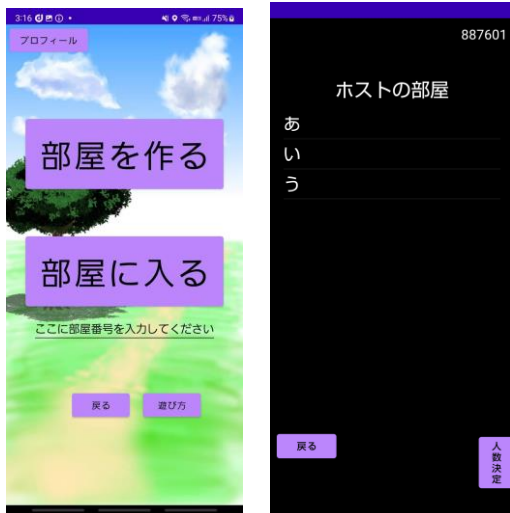 3:16
75%
プロフィール
部屋を作る
部屋に入る
ここに部屋番号を入力してください
戻る
遊び方
887601
ホストの部屋
あ
い
う
戻る
人数決定